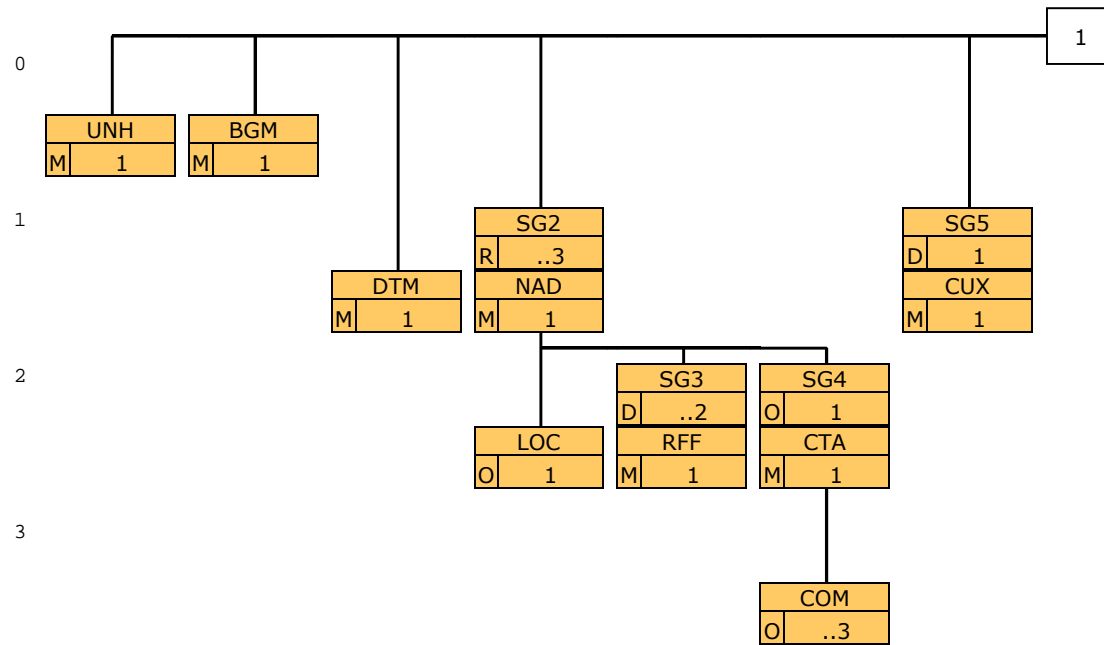 1
0
UNH
M 1
BGM
M 1
1
SG2
R ..3
SG5
D 1
DTM
M 1
NAD
M 1
CUX
M 1
2
SG3
D ..2
SG4
O 1
LOC
O 1
RFF
M 1
CTA
M 1
3
COM
O ..3